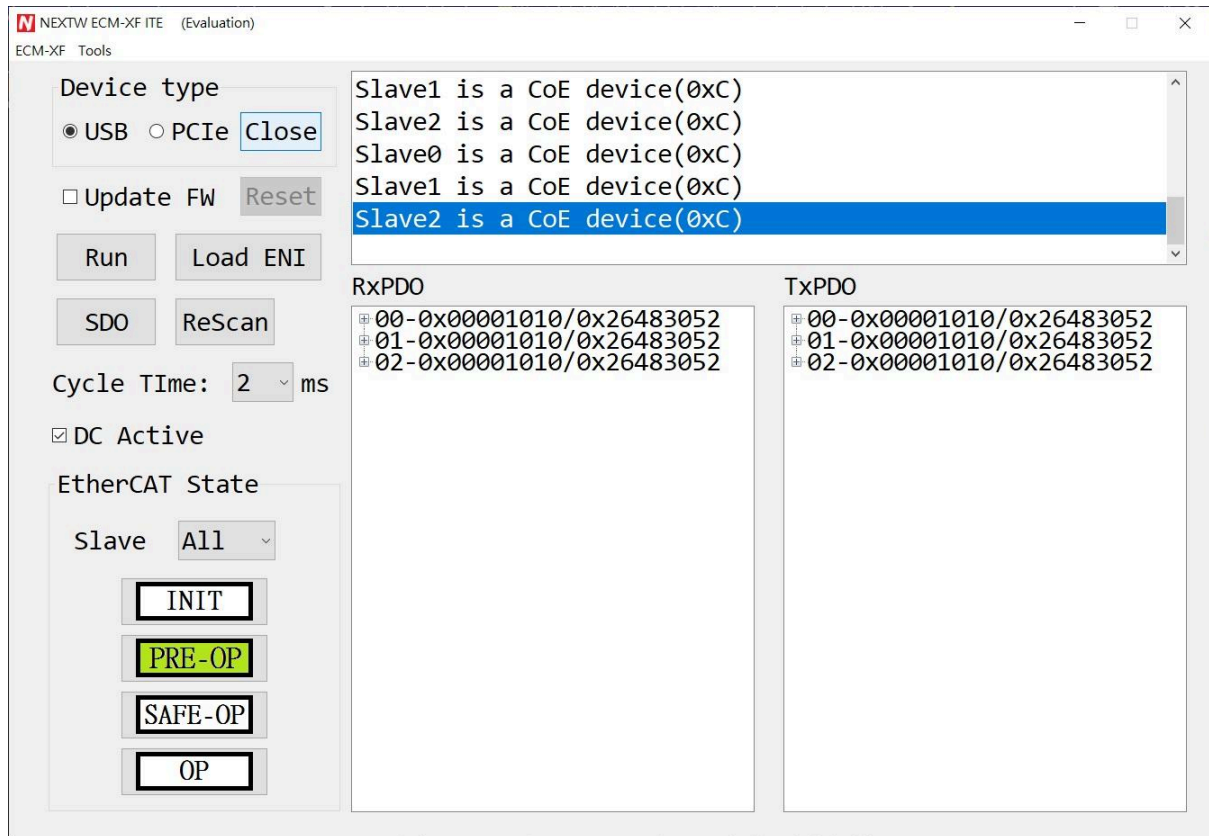 NEXTW ECM-XF ITE (Evaluation)
ECM-XF Tools
Device type
USB PCIe Close
Update FW Reset
Run Load ENI
SDO ReScan
Cycle TIme: 2 ms
DC Active
EtherCAT State
Slave All
INIT
PRE-OP
SAFE-OP
OP
Slave1 is a CoE device(0xC)
Slave2 is a CoE device(0xC)
Slave0 is a CoE device(0xC)
Slave1 is a CoE device(0xC)
Slave2 is a CoE device(0xC)
RxPDO
00-0x00001010/0x26483052
01-0x00001010/0x26483052
02-0x00001010/0x26483052
TxPDO
00-0x00001010/0x26483052
01-0x00001010/0x26483052
02-0x00001010/0x26483052